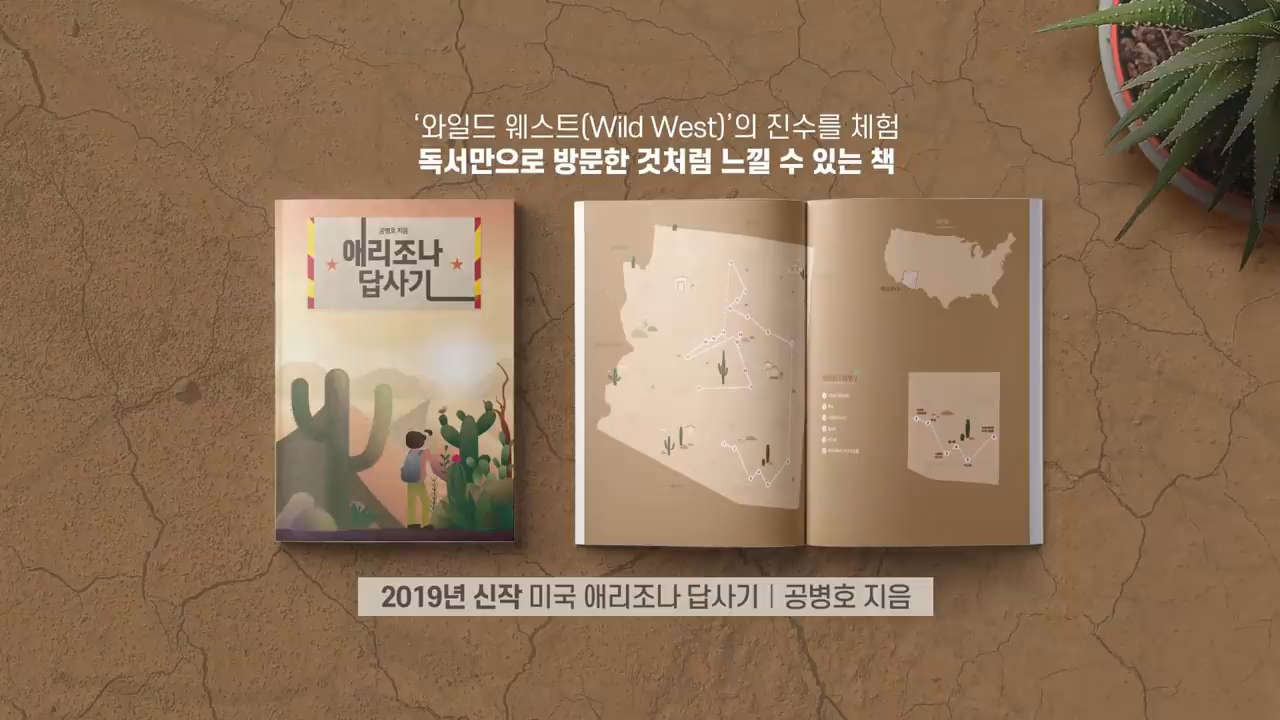 '와일드 웨스트(Wild West)'의 진수를 체험
독서만으로 방문한 것처럼 느낄 수 있는 책
공병호 지음
애리조나
답사기
2019년 신작 미국 애리조나 답사기 | 공병호 지음